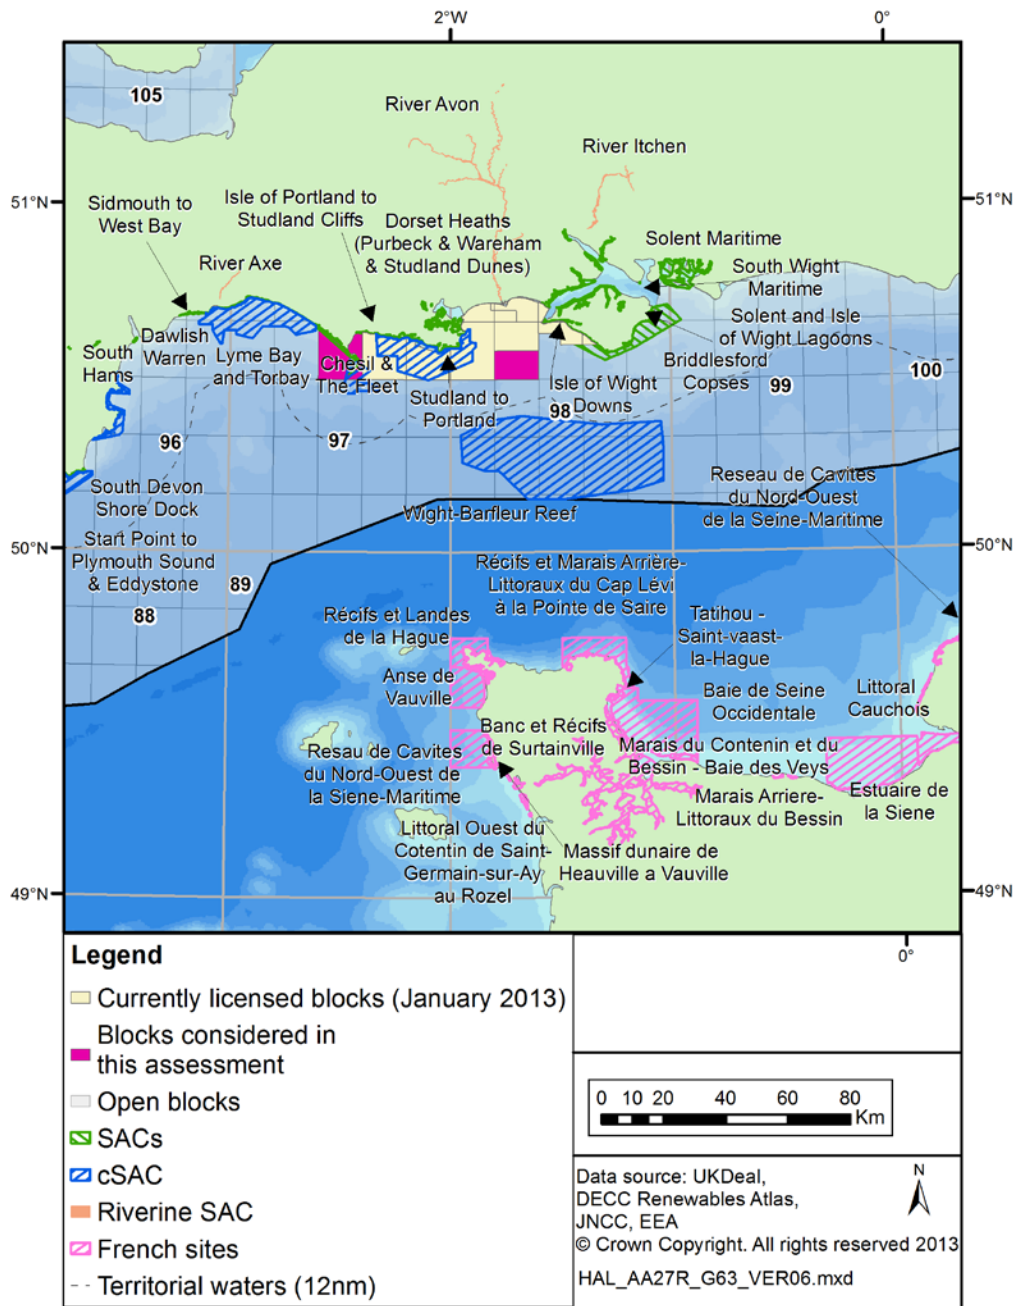 2°W
0°
105
River Avon
River Itchen
51°N
51°N
Sidmouth to
West Bay
Isle of Portland to
Studland Cliffs
Dorset Heaths
(Purbeck & Wareham
& Studland Dunes)
Solent Maritime
River Axe
South Wight
Maritime
Solent and Isle
of Wight Lagoons
Dawlish
Warren
South
Hams
Lyme Bay
and Torbay
Chesil &
The Fleet
Briddlesford
Copses
Studland to
Portland
Isle of Wight
Downs
96
97
98
99
100
South Devon
Shore Dock
Wight-Barfleur Reef
Reseau de Cavites
du Nord-Ouest
de la Seine-Maritime
50°N
50°N
Start Point to
Plymouth Sound
& Eddystone
88
89
Récifs et Marais Arrière-
Littoraux du Cap Lévi
à la Pointe de Saire
Récifs et Landes
de la Hague
Tatihou -
Saint-vaast-
la-Hague
Anse de
Vauville
Baie de Seine
Occidentale
Littoral
Cauchois
Banc et Récifs
de Surtainville
Resau de Cavites
du Nord-Ouest de
la Siene-Maritime
Marais du Contenin et du
Bessin - Baie des Veys
Marais Arriere-
Littoraux du Bessin
Estuaire de
la Siene
Littoral Ouest du
Cotentin de Saint-
Germain-sur-Ay
au Rozel
Massif dunaire de
Heauville a Vauville
49°N
49°N
0°
Legend
Currently licensed blocks (January 2013)
Blocks considered in
this assessment
Open blocks
SACs
cSAC
Riverine SAC
French sites
Territorial waters (12nm)
0 10 20 40 60 80
Km
Data source: UKDeal,
DECC Renewables Atlas,
JNCC, EEA
© Crown Copyright. All rights reserved 2013
HAL_AA27R_G63_VER06.mxd
N